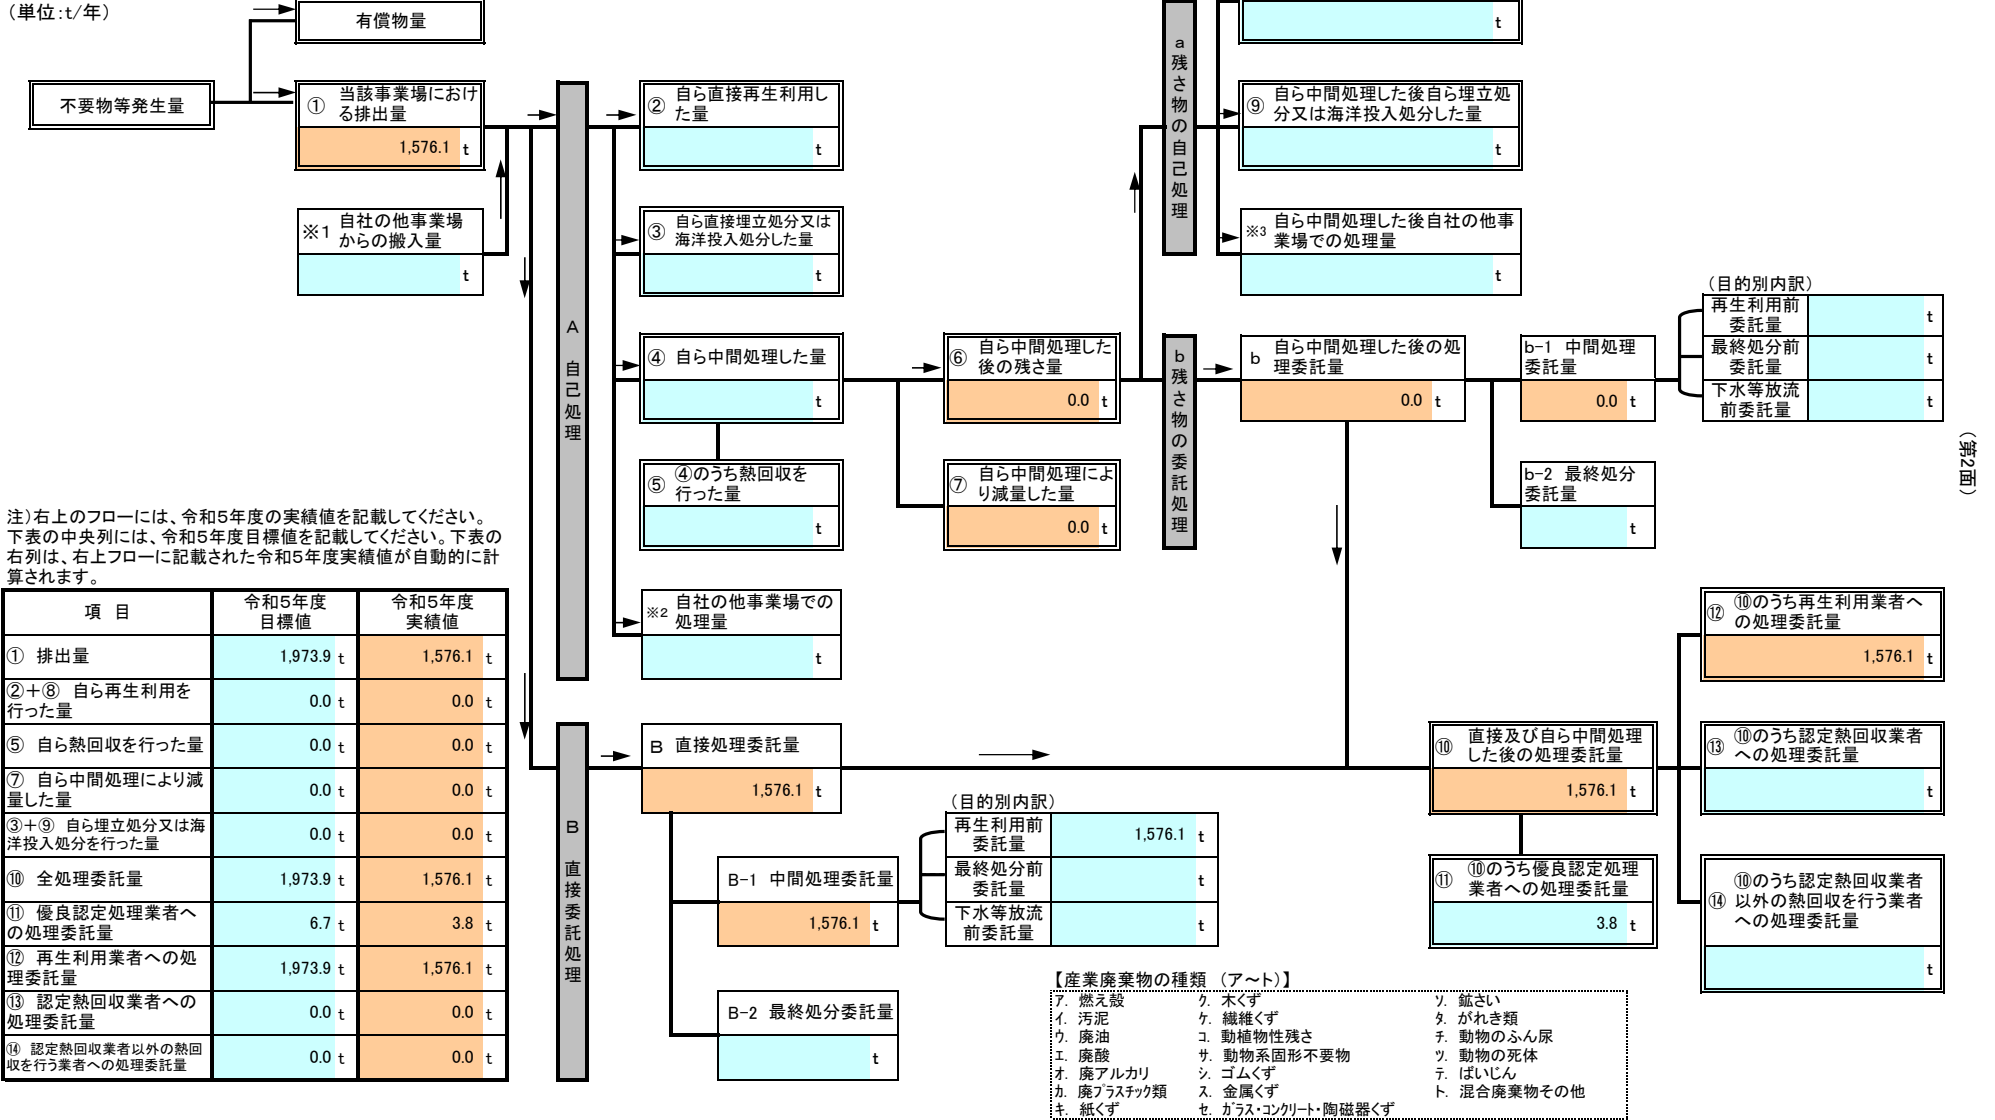 （単位:t/年）
有償物量
不要物等発生量
① 当該事業場におけ
る排出量
1,576.1 t
※1 自社の他事業場
からの搬入量
t
A 自己処理
② 自ら直接再生利用し
た量
t
③ 自ら直接埋立処分又は
海洋投入処分した量
t
④ 自ら中間処理した量
t
⑤ ④のうち熱回収を
行った量
t
※2 自社の他事業場での
処理量
t
⑥ 自ら中間処理した
後の残さ量
0.0 t
⑦ 自ら中間処理によ
り減量した量
0.0 t
a残さ物の自己処理
t
⑨ 自ら中間処理した後自ら埋立処
分又は海洋投入処分した量
t
※3 自ら中間処理した後自社の他事
業場での処理量
t
b残さ物の委託処理
b 自ら中間処理した後の処
理委託量
0.0 t
b-1 中間処理
委託量
0.0 t
b-2 最終処分
委託量
t
（目的別内訳）
再生利用前
委託量
t
最終処分前
委託量
t
下水等放流
前委託量
t
（第2面）
注）右上のフローには、令和5年度の実績値を記載してください。
下表の中央列には、令和5年度目標値を記載してください。下表の
右列は、右上フローに記載された令和5年度実績値が自動的に計
算されます。
項 目 令和5年度
目標値 令和5年度
実績値
① 排出量 1,973.9 t 1,576.1 t
②+⑧ 自ら再生利用を
行った量 0.0 t 0.0 t
⑤ 自ら熱回収を行った量 0.0 t 0.0 t
⑦ 自ら中間処理により減
量した量 0.0 t 0.0 t
③+⑨ 自ら埋立処分又は海
洋投入処分を行った量 0.0 t 0.0 t
⑩ 全処理委託量 1,973.9 t 1,576.1 t
⑪ 優良認定処理業者へ
の処理委託量 6.7 t 3.8 t
⑫ 再生利用業者への処
理委託量 1,973.9 t 1,576.1 t
⑬ 認定熱回収業者への
処理委託量 0.0 t 0.0 t
⑭ 認定熱回収業者以外の熱回
収を行う業者への処理委託量 0.0 t 0.0 t
B 直接委託処理
B 直接処理委託量
1,576.1 t
B-1 中間処理委託量
1,576.1 t
B-2 最終処分委託量
t
（目的別内訳）
再生利用前
委託量
1,576.1 t
最終処分前
委託量
t
下水等放流
前委託量
t
⑩ 直接及び自ら中間処理
した後の処理委託量
1,576.1 t
⑪ ⑩のうち優良認定処理
業者への処理委託量
3.8 t
⑫ ⑩のうち再生利用業者へ
の処理委託量
1,576.1 t
⑬ ⑩のうち認定熱回収業者
への処理委託量
t
⑭ ⑩のうち認定熱回収業者
以外の熱回収を行う業者
への処理委託量
t
【産業廃棄物の種類 （ア～ト）】
ア. 燃え殻 ク. 木くず ソ. 鉱さい
イ. 汚泥 ケ. 繊維くず タ. がれき類
ウ. 廃油 コ. 動植物性残さ チ. 動物のふん尿
エ. 廃酸 サ. 動物系固形不要物 ツ. 動物の死体
オ. 廃アルカリ シ. ゴムくず テ. ばいじん
カ. 廃プラスチック類 ス. 金属くず ト. 混合廃棄物その他
キ. 紙くず セ. ガラス・コンクリート・陶磁器くず